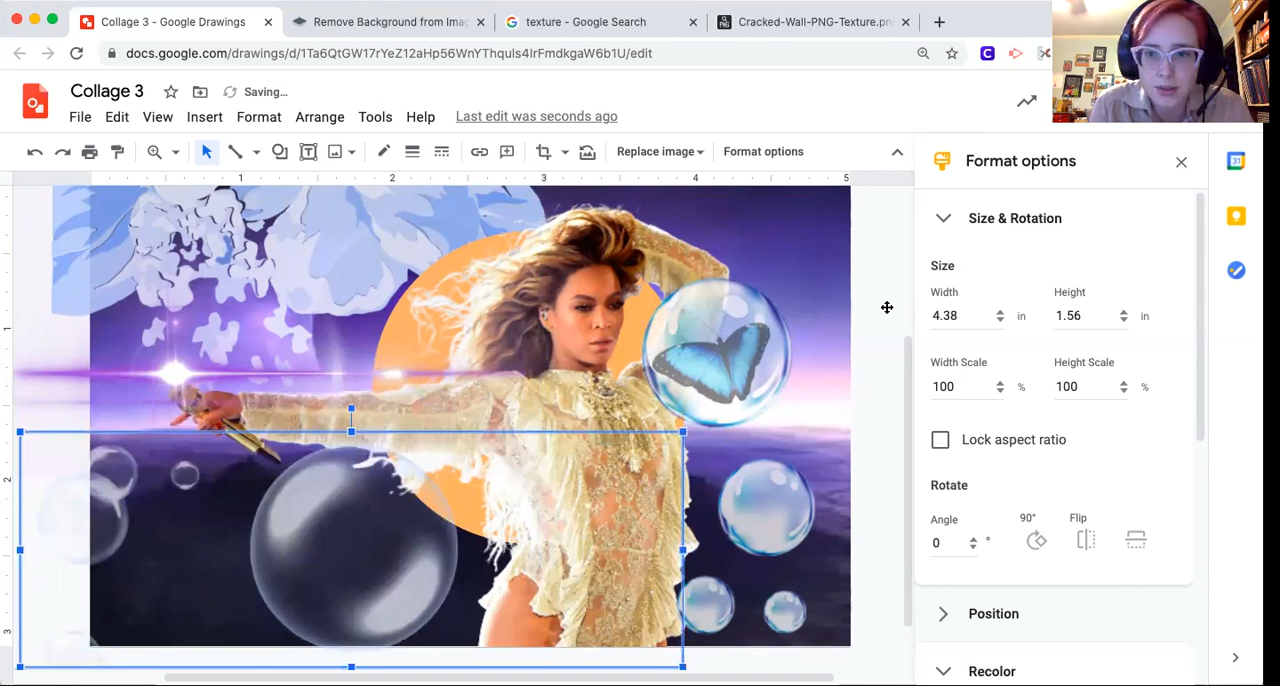 Collage 3 - Google Drawings
Remove Background from Imag
texture - Google Search
Cracked-Wall-PNG-Texture.pn
docs.google.com/drawings/d/1Ta6QtGW17rYeZ12aHp56WnYThquls4IrFmdkgaW6b1U/edit
Collage 3
Saving...
File Edit View Insert Format Arrange Tools Help Last edit was seconds ago
Replace image Format options
1 2 3 4 5
1
2
3
Format options
Size & Rotation
Size
Width Height
4.38 in 1.56 in
Width Scale Height Scale
100 % 100 %
Lock aspect ratio
Rotate
Angle 90° Flip
0 °
Position
Recolor
31